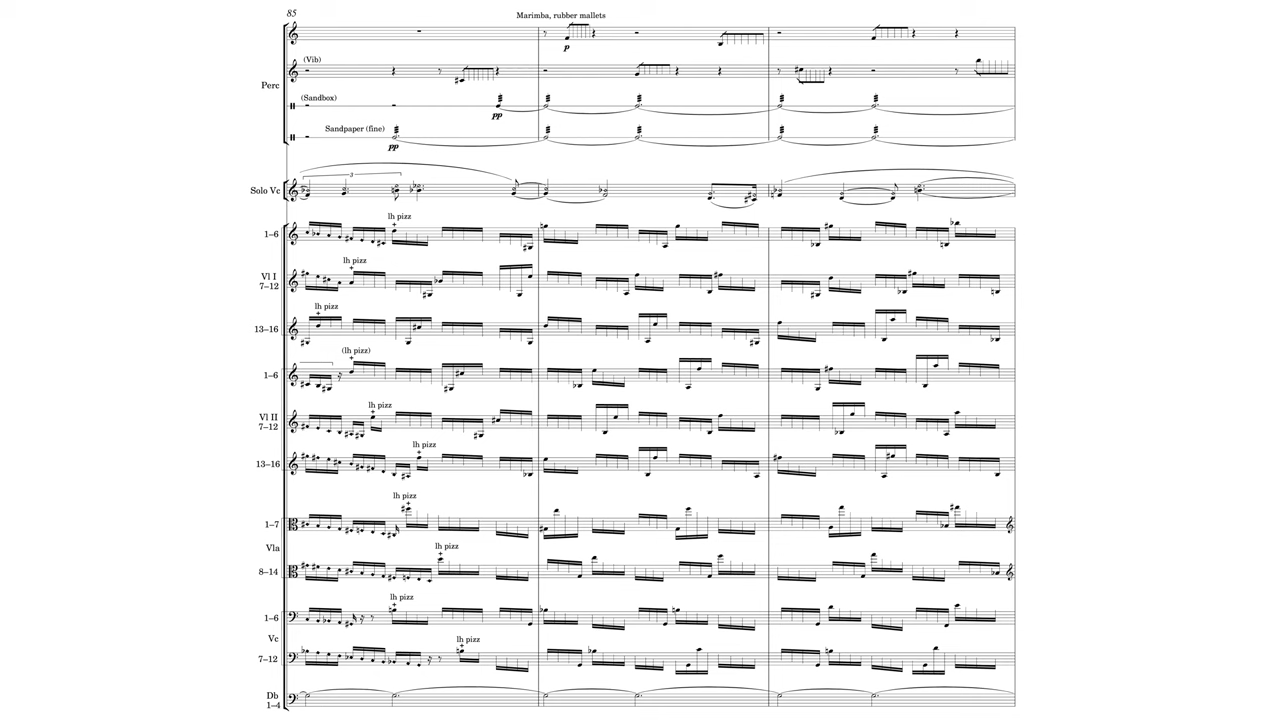 85
Marimba, rubber mallets
p
(Vib)
Perc
(Sandbox)
pp
Sandpaper (fine)
pp
3
Solo Vc
lh pizz
1–6
lh pizz
Vl I
7–12
lh pizz
13–16
(lh pizz)
1–6
lh pizz
Vl II
7–12
lh pizz
13–16
lh pizz
1–7
Vla
lh pizz
8–14
lh pizz
1–6
Vc
lh pizz
7–12
Db
1–4